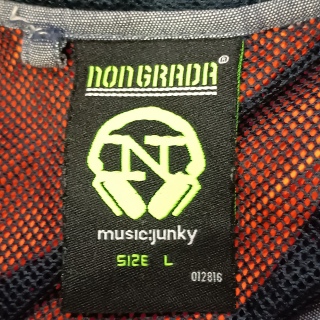 NONGRADA®
N
music:junky
SIZE L
012816